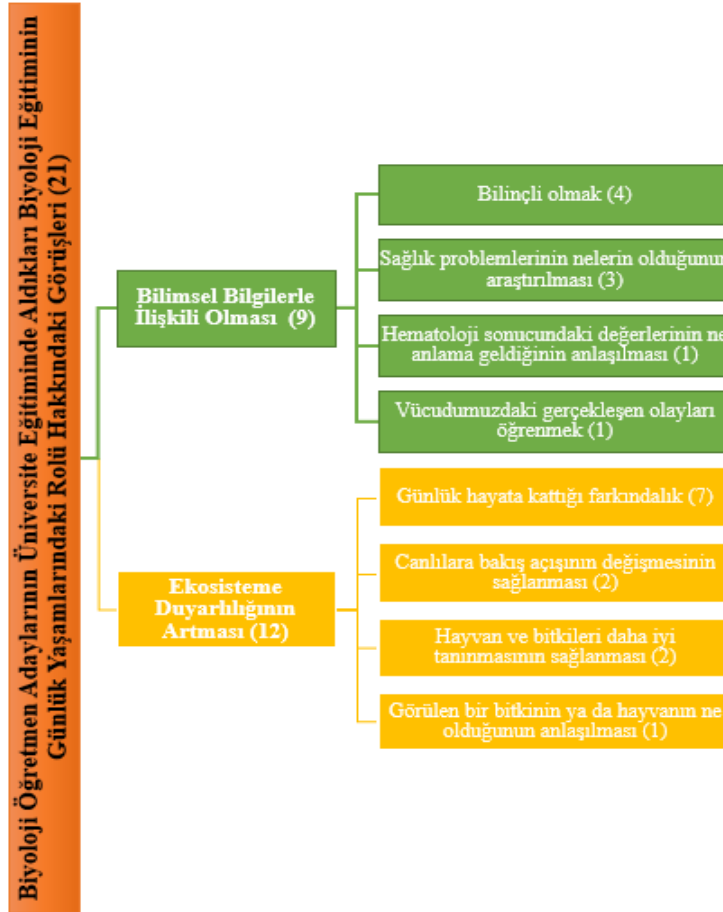 Biyoloji Öğretmen Adaylarının Üniversite Eğitiminde Aldıkları Biyoloji Eğitiminin
Günlük Yaşamlarındaki Rolü Hakkındaki Görüşleri (21)
Bilimsel Bilgilerle
İlişkili Olması (9)
Bilinçli olmak (4)
Sağlık problemlerinin nelerin olduğunun
araştırılması (3)
Hematoloji sonucundaki değerlerinin ne
anlama geldiğinin anlaşılması (1)
Vücudumuzdaki gerçekleşen olayları
öğrenmek (1)
Ekosisteme
Duyarlılığının
Artması (12)
Günlük hayata kattığı farkındalık (7)
Canlılara bakış açışının değişmesinin
sağlanması (2)
Hayvan ve bitkileri daha iyi
tanınmasının sağlanması (2)
Görülen bir bitkinin ya da hayvanın ne
olduğunun anlaşılması (1)